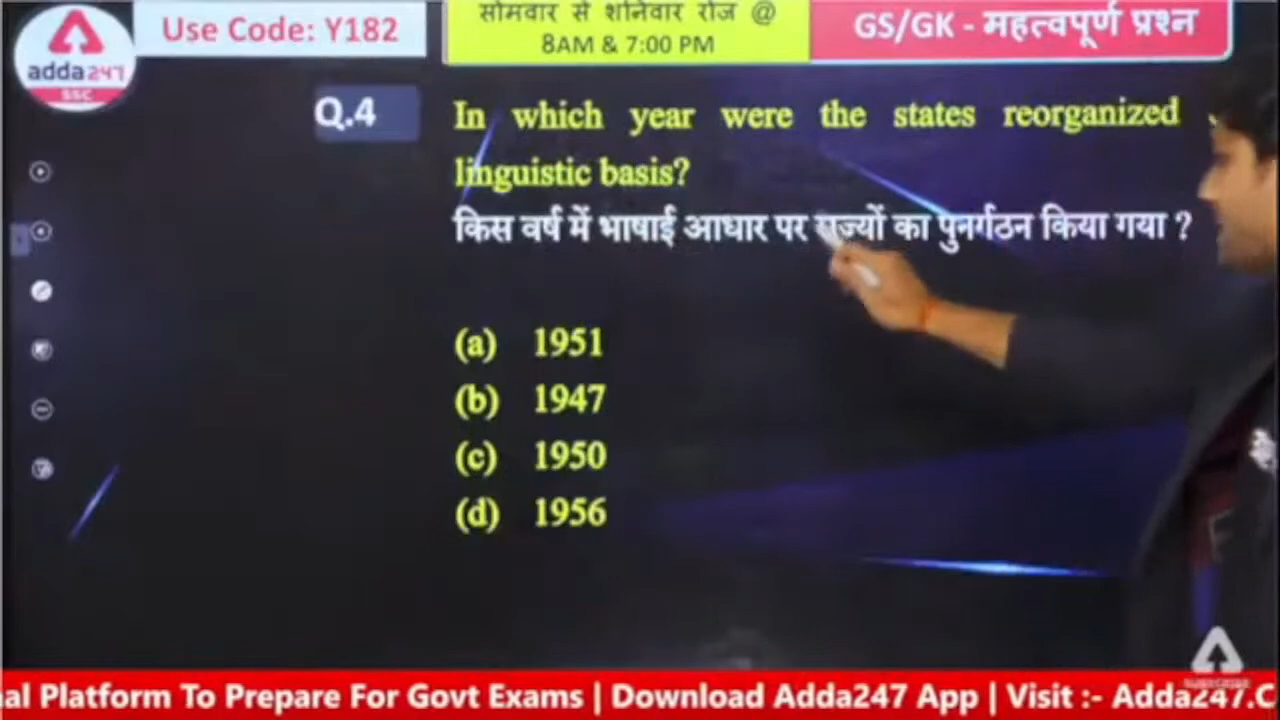 Use Code: Y182
सोमवार से शनिवार रोज @
8AM & 7:00 PM
GS/GK - महत्वपूर्ण प्रश्न
adda247
SSC
Q.4
In which year were the states reorganized
linguistic basis?
किस वर्ष में भाषाई आधार पर राज्यों का पुनर्गठन किया गया ?
(a) 1951
(b) 1947
(c) 1950
(d) 1956
SUBSCRIBE
al Platform To Prepare For Govt Exams | Download Adda247 App | Visit :- Adda247.C